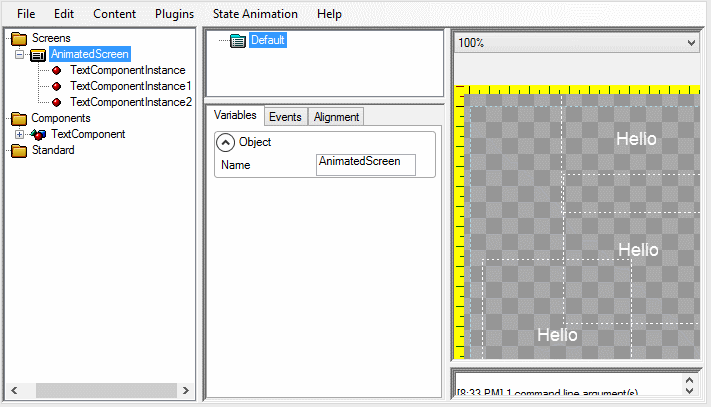 File Edit Content Plugins State Animation Help
Screens
AnimatedScreen
TextComponentInstance
TextComponentInstance1
TextComponentInstance2
Components
TextComponent
Standard
Default
Variables Events Alignment
Object
Name AnimatedScreen
100%
Hello
Hello
Hello
[8:33 PM] 1 command line argument(s)